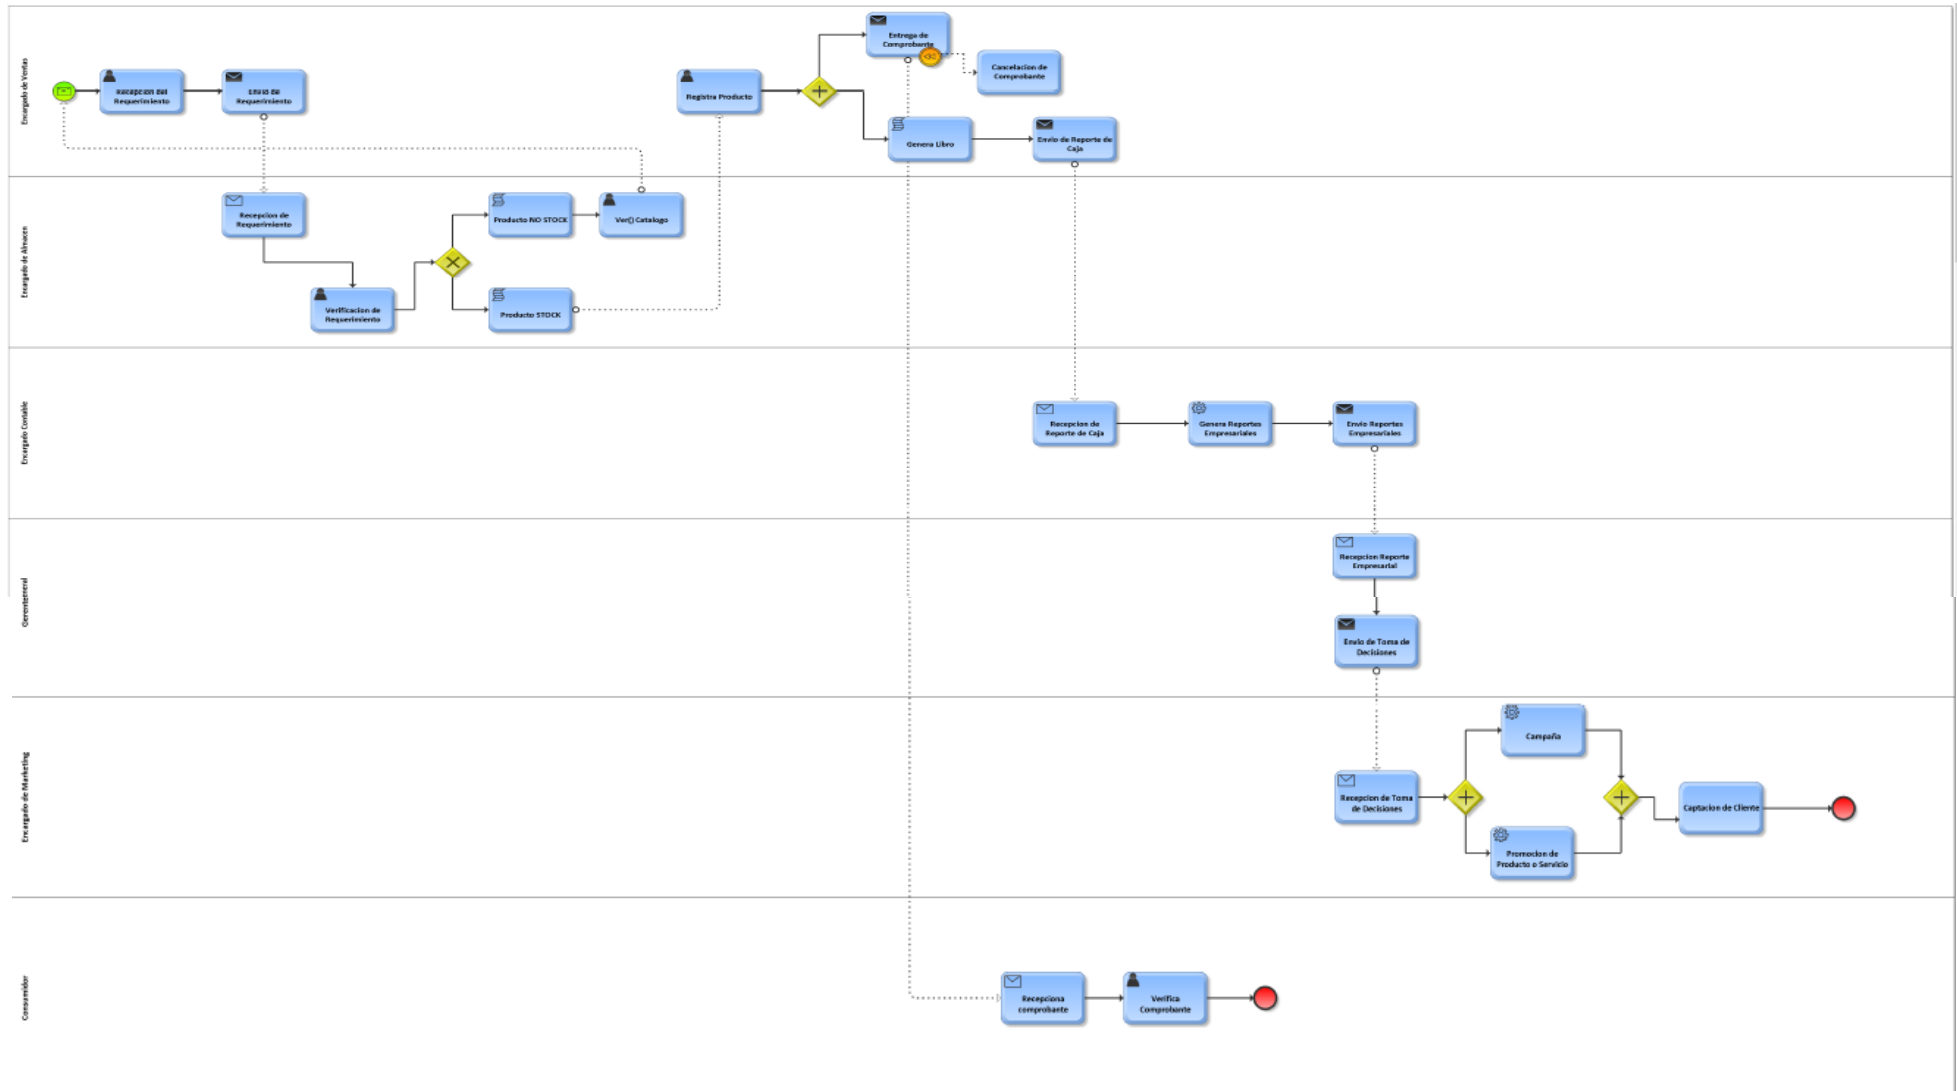 Encargado de Ventas
Recepcion del
Requerimiento
Envio de
Requerimiento
Registra Producto
Entrega de
Comprobante
Cancelacion de
Comprobante
Genera Libro
Envio de Reporte de
Caja
Encargado de Almacen
Recepcion de
Requerimiento
Verificacion de
Requerimiento
Producto NO STOCK
Ver() Catalogo
Producto STOCK
Encargado Contable
Recepcion de
Reporte de Caja
Genera Reportes
Empresariales
Envio Reportes
Empresariales
Recepcion Reporte
Empresarial
Envio de Toma de
Decisiones
Encargado de Marketing
Recepcion de Toma
de Decisiones
Campaña
Promocion de
Producto o Servicio
Captacion de Cliente
Consumidor
Recepciona
comprobante
Verifica
Comprobante